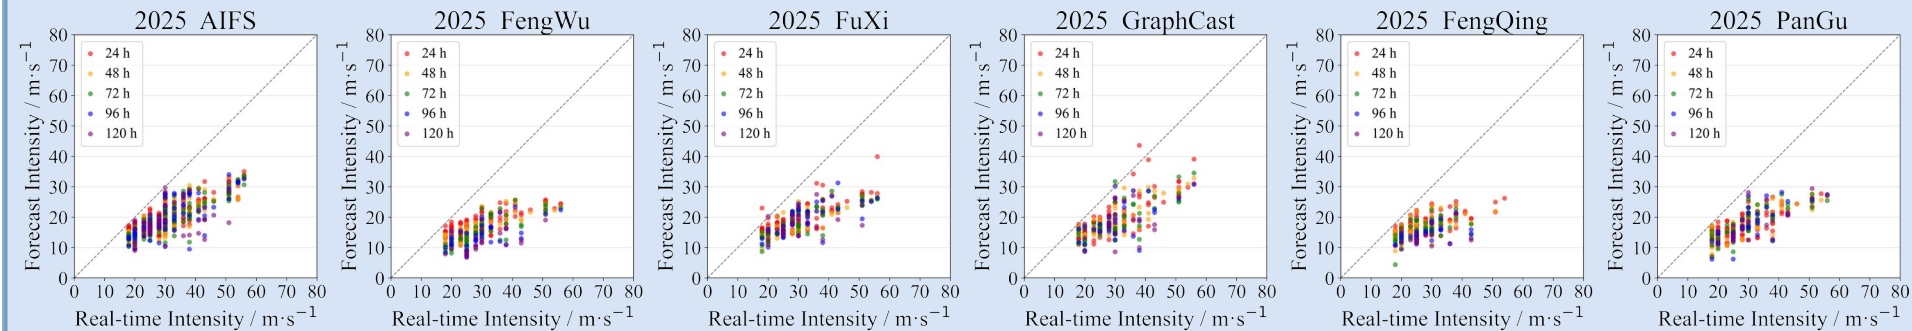 2025 AIFS
Forecast Intensity / m·s⁻¹
80
70
60
50
40
30
20
10
0
24 h
48 h
72 h
96 h
120 h
0 10 20 30 40 50 60 70 80
Real-time Intensity / m·s⁻¹
2025 FengWu
Forecast Intensity / m·s⁻¹
80
70
60
50
40
30
20
10
0
24 h
48 h
72 h
96 h
120 h
0 10 20 30 40 50 60 70 80
Real-time Intensity / m·s⁻¹
2025 FuXi
Forecast Intensity / m·s⁻¹
80
70
60
50
40
30
20
10
0
24 h
48 h
72 h
96 h
120 h
0 10 20 30 40 50 60 70 80
Real-time Intensity / m·s⁻¹
2025 GraphCast
Forecast Intensity / m·s⁻¹
80
70
60
50
40
30
20
10
0
24 h
48 h
72 h
96 h
120 h
0 10 20 30 40 50 60 70 80
Real-time Intensity / m·s⁻¹
2025 FengQing
Forecast Intensity / m·s⁻¹
80
70
60
50
40
30
20
10
0
24 h
48 h
72 h
96 h
120 h
0 10 20 30 40 50 60 70 80
Real-time Intensity / m·s⁻¹
2025 PanGu
Forecast Intensity / m·s⁻¹
80
70
60
50
40
30
20
10
0
24 h
48 h
72 h
96 h
120 h
0 10 20 30 40 50 60 70 80
Real-time Intensity / m·s⁻¹